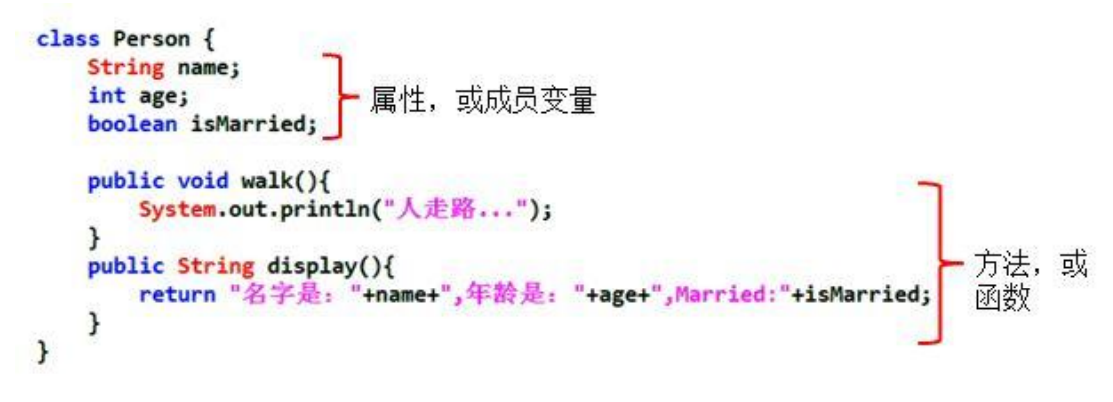 class Person {
String name;
int age;
boolean isMarried;
属性，或成员变量
public void walk(){
System.out.println("人走路...");
}
public String display(){
return "名字是："+name+",年龄是："+age+",Married:"+isMarried;
}
}
方法，或
函数